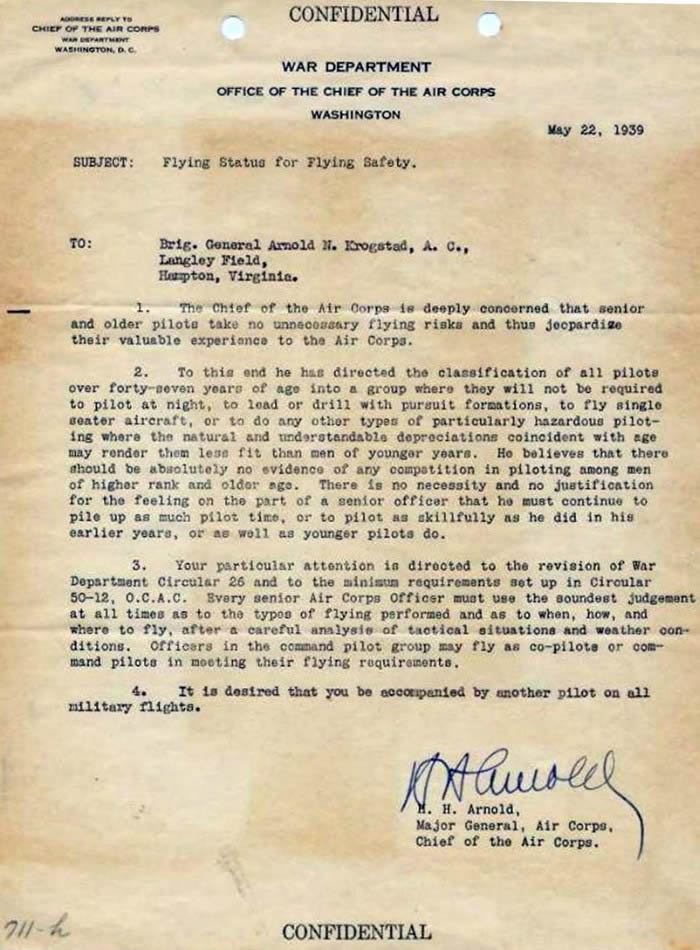 CONFIDENTIAL
ADDRESS REPLY TO
CHIEF OF THE AIR CORPS
WAR DEPARTMENT
WASHINGTON, D. C.
WAR DEPARTMENT
OFFICE OF THE CHIEF OF THE AIR CORPS
WASHINGTON
May 22, 1939
SUBJECT: Flying Status for Flying Safety.
TO: Brig. General Arnold N. Krogstad, A. C.,
Langley Field,
Hampton, Virginia.
1. The Chief of the Air Corps is deeply concerned that senior
and older pilots take no unnecessary flying risks and thus jeopardize
their valuable experience to the Air Corps.
2. To this end he has directed the classification of all pilots
over forty-seven years of age into a group where they will not be required
to pilot at night, to lead or drill with pursuit formations, to fly single
seater aircraft, or to do any other types of particularly hazardous pilot-
ing where the natural and understandable depreciations coincident with age
may render them less fit than men of younger years. He believes that there
should be absolutely no evidence of any competition in piloting among men
of higher rank and older age. There is no necessity and no justification
for the feeling on the part of a senior officer that he must continue to
pile up as much pilot time, or to pilot as skillfully as he did in his
earlier years, or as well as younger pilots do.
3. Your particular attention is directed to the revision of War
Department Circular 26 and to the minimum requirements set up in Circular
50-12, O.C.A.C. Every senior Air Corps Officer must use the soundest judgement
at all times as to the types of flying performed and as to when, how, and
where to fly, after a careful analysis of tactical situations and weather con-
ditions. Officers in the command pilot group may fly as co-pilots or com-
mand pilots in meeting their flying requirements.
4. It is desired that you be accompanied by another pilot on all
military flights.
H H Arnold
H. H. Arnold,
Major General, Air Corps,
Chief of the Air Corps.
711-h
CONFIDENTIAL